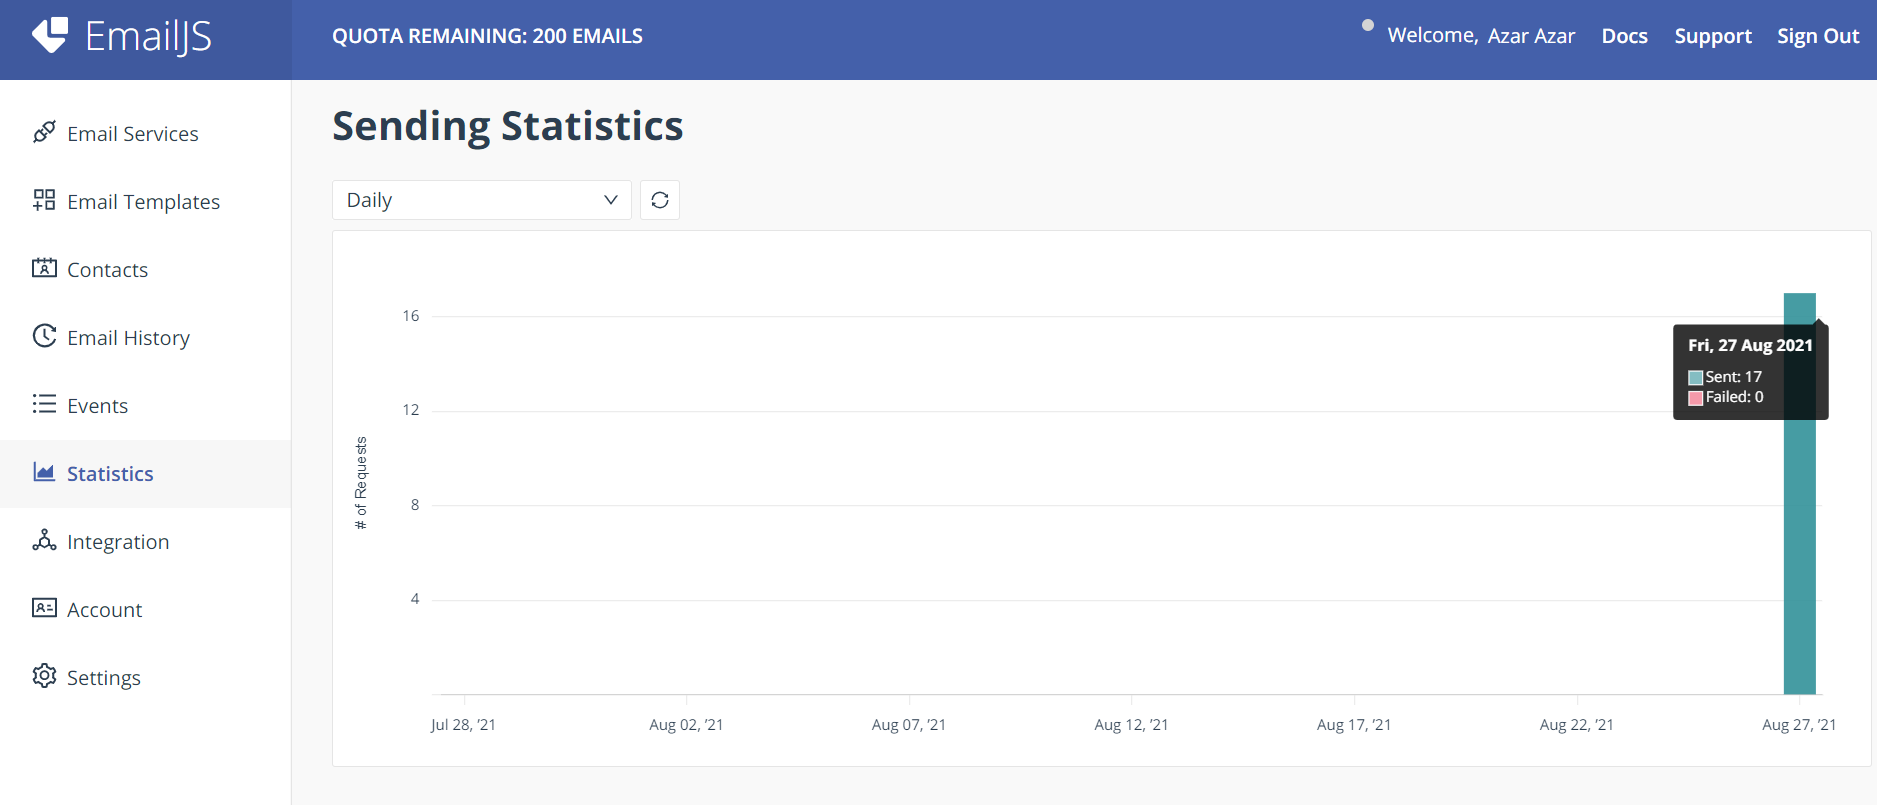 EmailJS
QUOTA REMAINING: 200 EMAILS
Welcome, Azar Azar
Docs
Support
Sign Out
Email Services
Email Templates
Contacts
Email History
Events
Statistics
Integration
Account
Settings
Sending Statistics
Daily
# of Requests
16
12
8
4
Fri, 27 Aug 2021
Sent: 17
Failed: 0
Jul 28, ’21
Aug 02, ’21
Aug 07, ’21
Aug 12, ’21
Aug 17, ’21
Aug 22, ’21
Aug 27, ’21